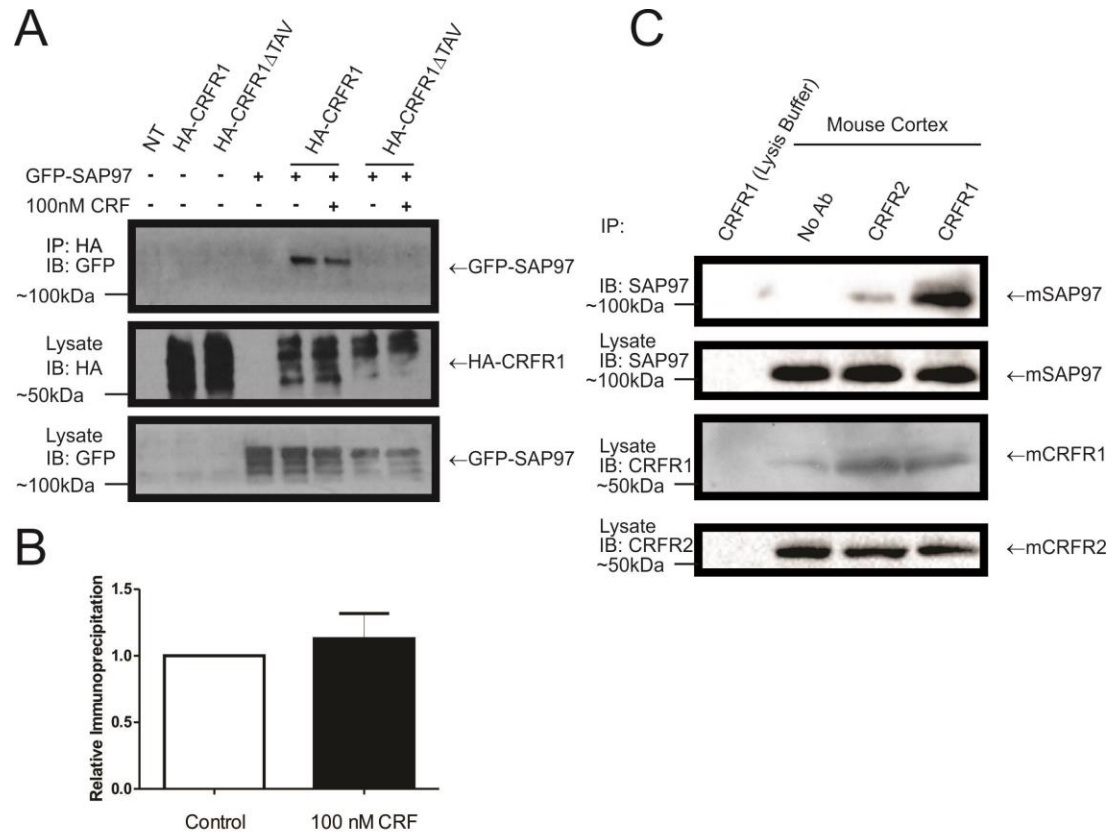 A
NT
HA-CRFR1
HA-CRFR1ΔTAV
HA-CRFR1
HA-CRFR1ΔTAV
GFP-SAP97 - - - + + + + +
100nM CRF - - - - - + - +
IP: HA
IB: GFP
~100kDa
←GFP-SAP97
Lysate
IB: HA
~50kDa
←HA-CRFR1
Lysate
IB: GFP
~100kDa
←GFP-SAP97
B
Relative Immunoprecipitation
1.5
1.0
0.5
0.0
Control
100 nM CRF
C
Mouse Cortex
IP:
CRFR1 (Lysis Buffer)
No Ab
CRFR2
CRFR1
IB: SAP97
~100kDa
←mSAP97
Lysate
IB: SAP97
~100kDa
←mSAP97
Lysate
IB: CRFR1
~50kDa
←mCRFR1
Lysate
IB: CRFR2
~50kDa
←mCRFR2